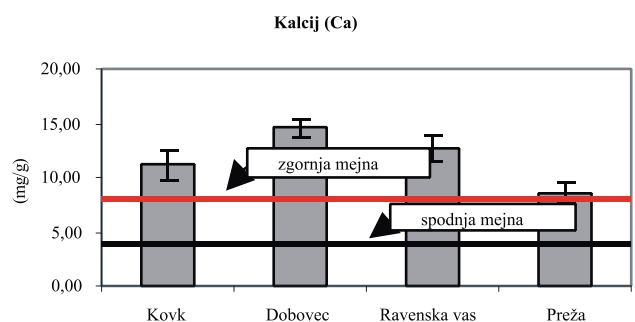 Kalcij (Ca)
20,00
15,00
10,00
5,00
0,00
(mg/g)
zgornja mejna
spodnja mejna
Kovk Dobovec Ravenska vas Preža